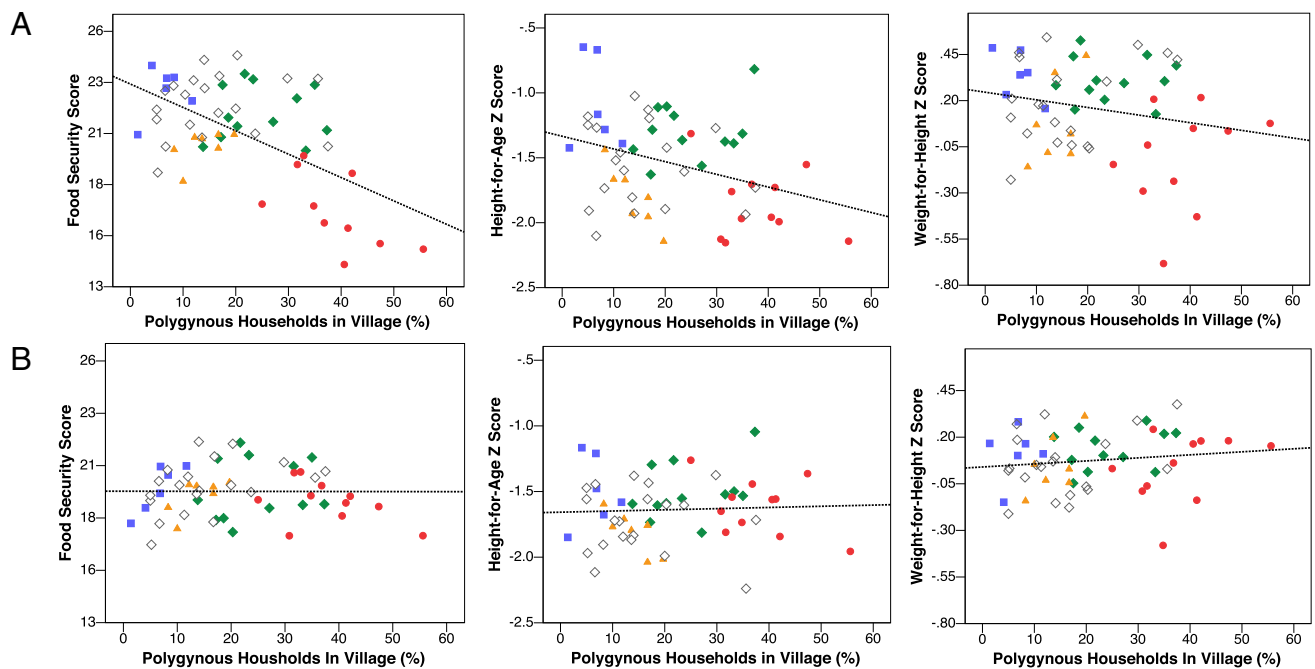 A
Food Security Score
26
23
21
18
16
13
0 10 20 30 40 50 60
Polygynous Households in Village (%)
Height-for-Age Z Score
-.5
-1.0
-1.5
-2.0
-2.5
0 10 20 30 40 50 60
Polygynous Households in Village (%)
Weight-for-Height Z Score
.45
.20
-.05
-.30
-.55
-.80
0 10 20 30 40 50 60
Polygynous Households In Village (%)
B
Food Security Score
26
23
21
18
16
13
0 10 20 30 40 50 60
Polygynous Housholds In Village (%)
Height-for-Age Z Score
-.5
-1.0
-1.5
-2.0
-2.5
0 10 20 30 40 50 60
Polygynous Households in Village (%)
Weight-for-Height Z Score
.45
.20
-.05
-.30
-.55
-.80
0 10 20 30 40 50 60
Polygynous Households in Village (%)